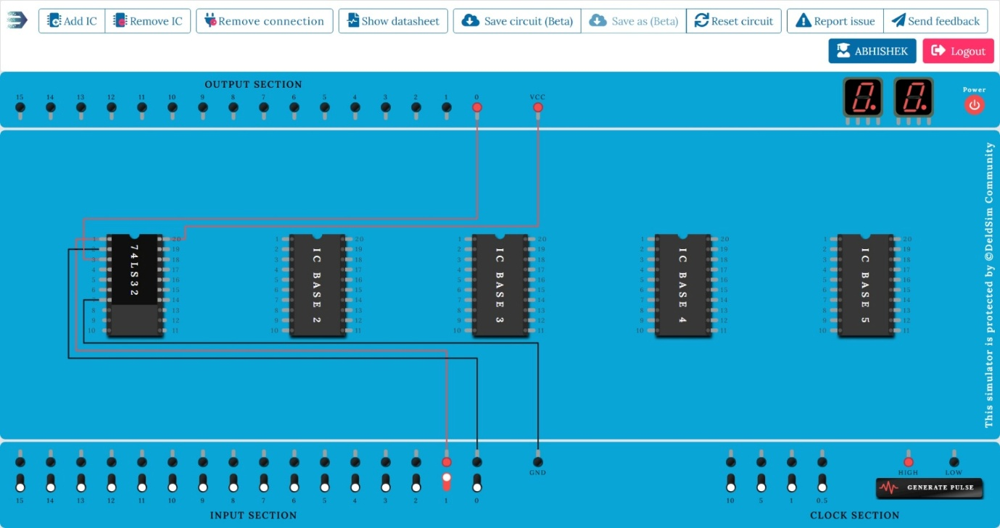 Add IC Remove IC Remove connection Show datasheet Save circuit (Beta) Save as (Beta) Reset circuit Report issue Send feedback
ABHISHEK Logout
OUTPUT SECTION
15 14 13 12 11 10 9 8 7 6 5 4 3 2 1 0 VCC
8. 8.
Power
This simulator is protected by ©DeldSim Community
1 20 1 20 1 20 1 20 1 20
2 19 2 19 2 19 2 19 2 19
3 18 3 18 3 18 3 18 3 18
4 17 4 17 4 17 4 17 4 17
5 16 5 16 5 16 5 16 5 16
6 15 6 15 6 15 6 15 6 15
7 14 7 14 7 14 7 14 7 14
8 13 8 13 8 13 8 13 8 13
9 12 9 12 9 12 9 12 9 12
10 11 10 11 10 11 10 11 10 11
74LS32
IC BASE 2
IC BASE 3
IC BASE 4
IC BASE 5
GND
HIGH LOW
GENERATE PULSE
15 14 13 12 11 10 9 8 7 6 5 4 3 2 1 0
10 5 1 0.5
INPUT SECTION
CLOCK SECTION